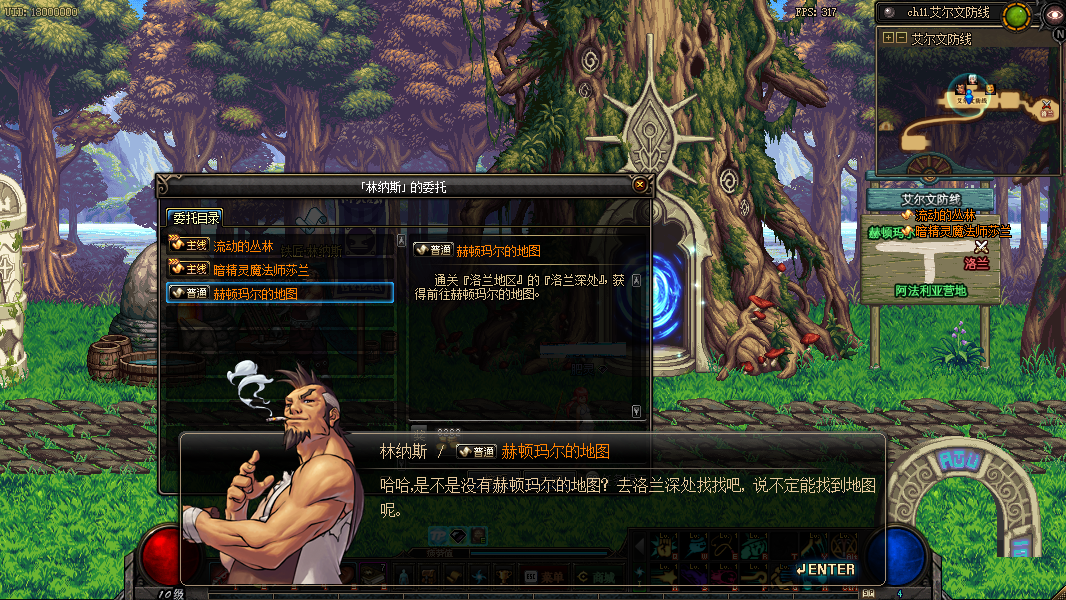 UID: 18000000
FPS: 317
ch11.艾尔文防线
艾尔文防线
N
「林纳斯」的委托
委托目录
主线 流动的丛林
主线 暗精灵魔法师莎兰
普通 赫顿玛尔的地图
普通 赫顿玛尔的地图
通关『洛兰地区』的『洛兰深处』, 获
得前往赫顿玛尔的地图。
艾尔文防线
流动的丛林
暗精灵魔法师莎兰
赫顿玛
洛兰
阿法利亚营地
林纳斯 / 普通 赫顿玛尔的地图
哈哈,是不是没有赫顿玛尔的地图? 去洛兰深处找找吧, 说不定能找到地图
呢。
ENTER
10级